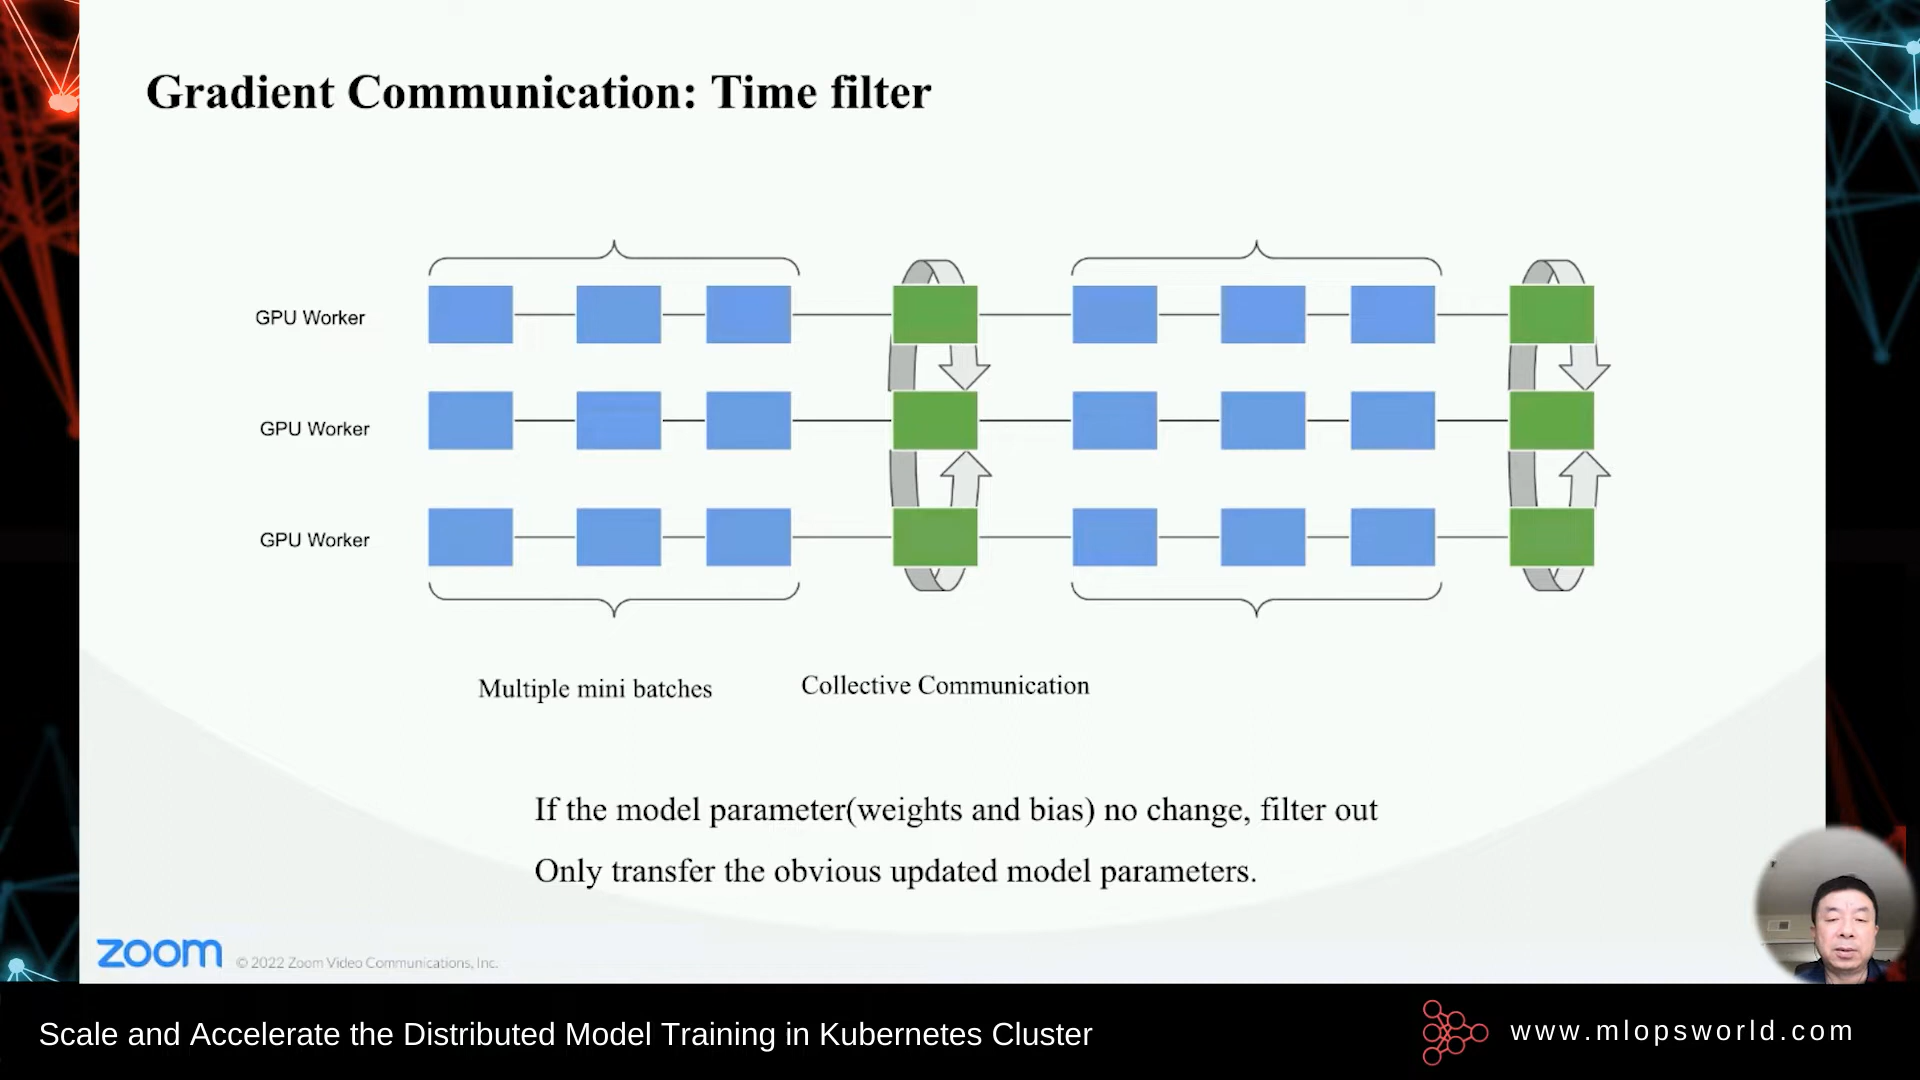 Gradient Communication: Time filter
GPU Worker
GPU Worker
GPU Worker
Multiple mini batches
Collective Communication
If the model parameter(weights and bias) no change, filter out
Only transfer the obvious updated model parameters.
zoom
© 2022 Zoom Video Communications, Inc.
Scale and Accelerate the Distributed Model Training in Kubernetes Cluster
www.mlopsworld.com